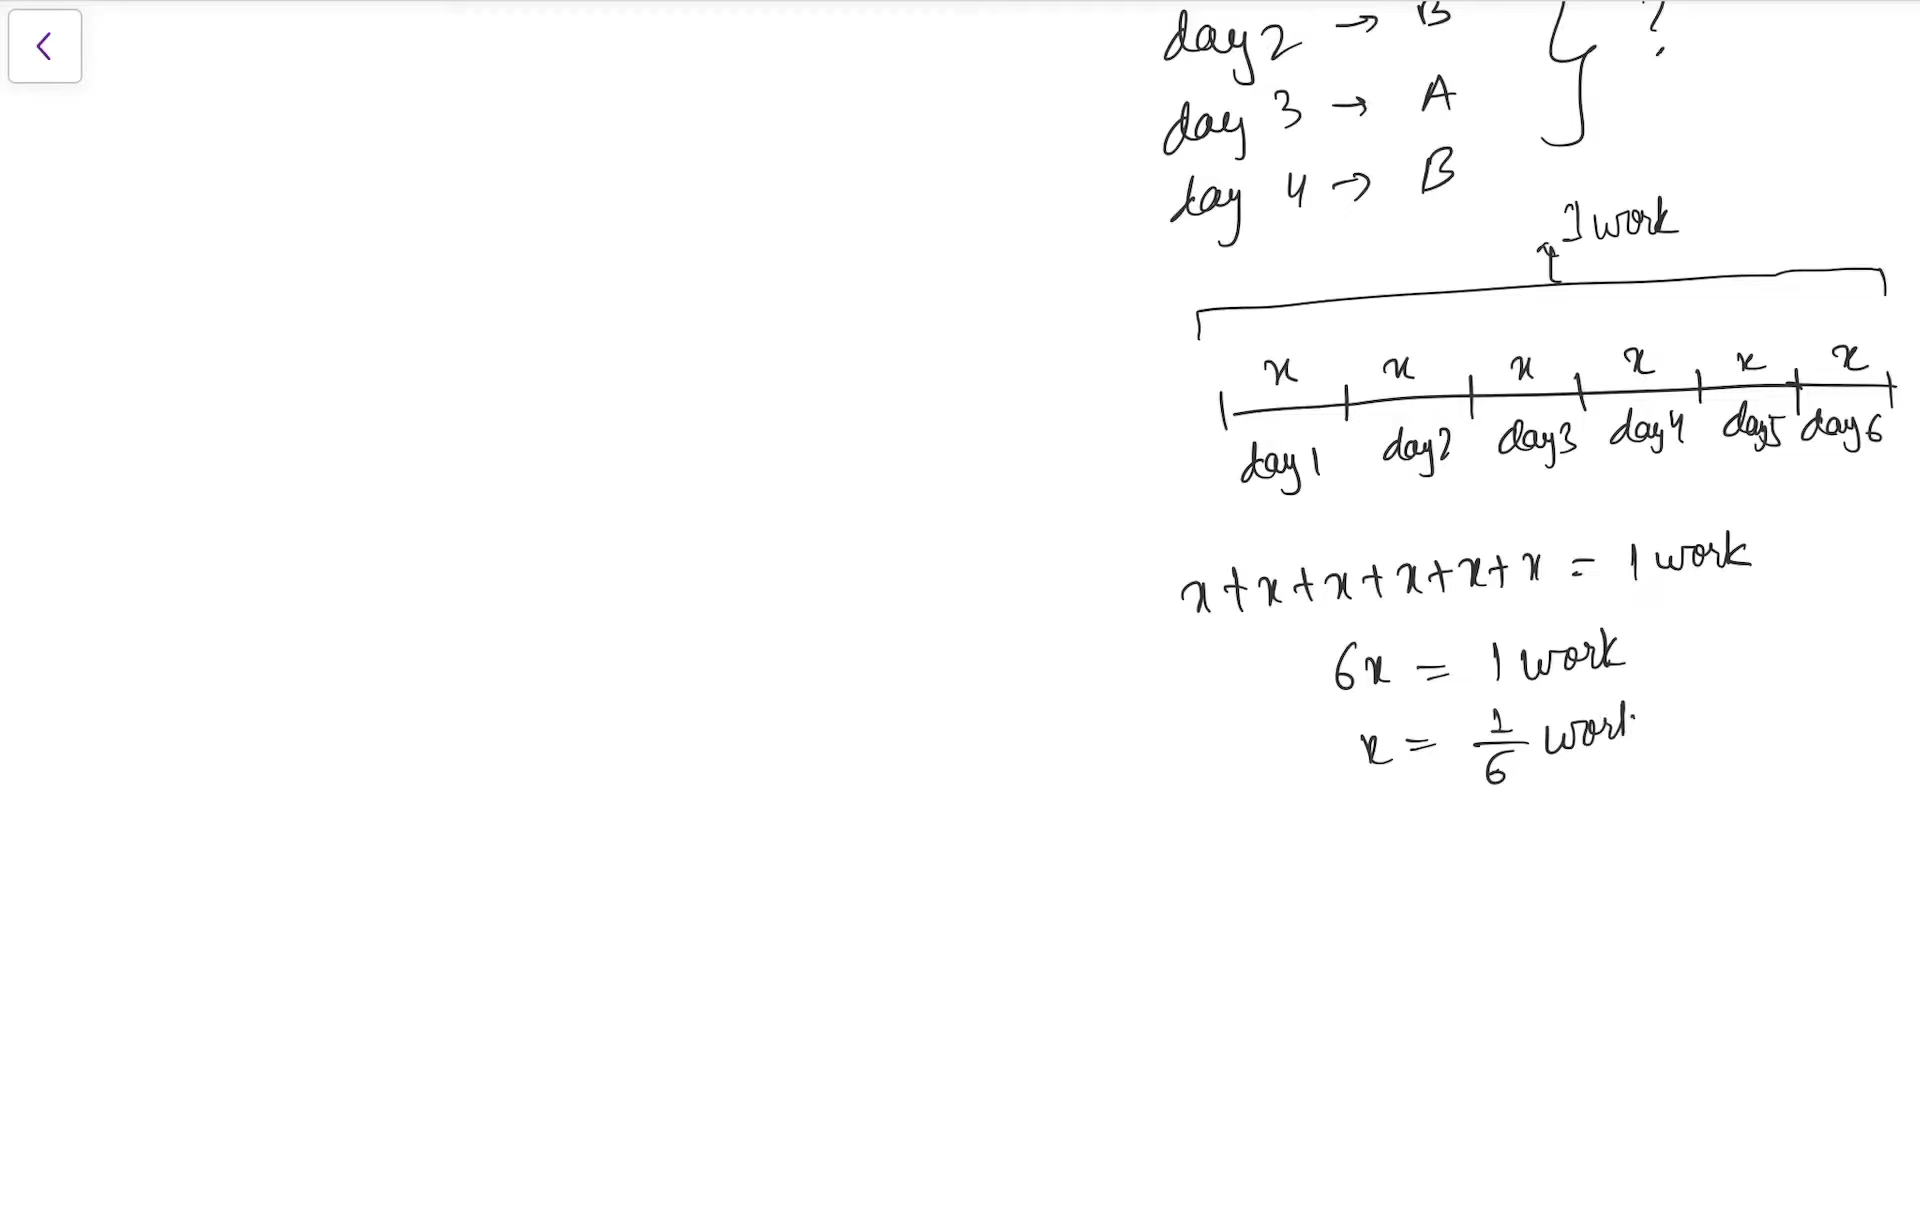 day 2 → B } ?
day 3 → A
day 4 → B
1 work
x x x x x x
day 1 day 2 day 3 day 4 day 5 day 6
x + x + x + x + x + x = 1 work
6x = 1 work
x = 1/6 work